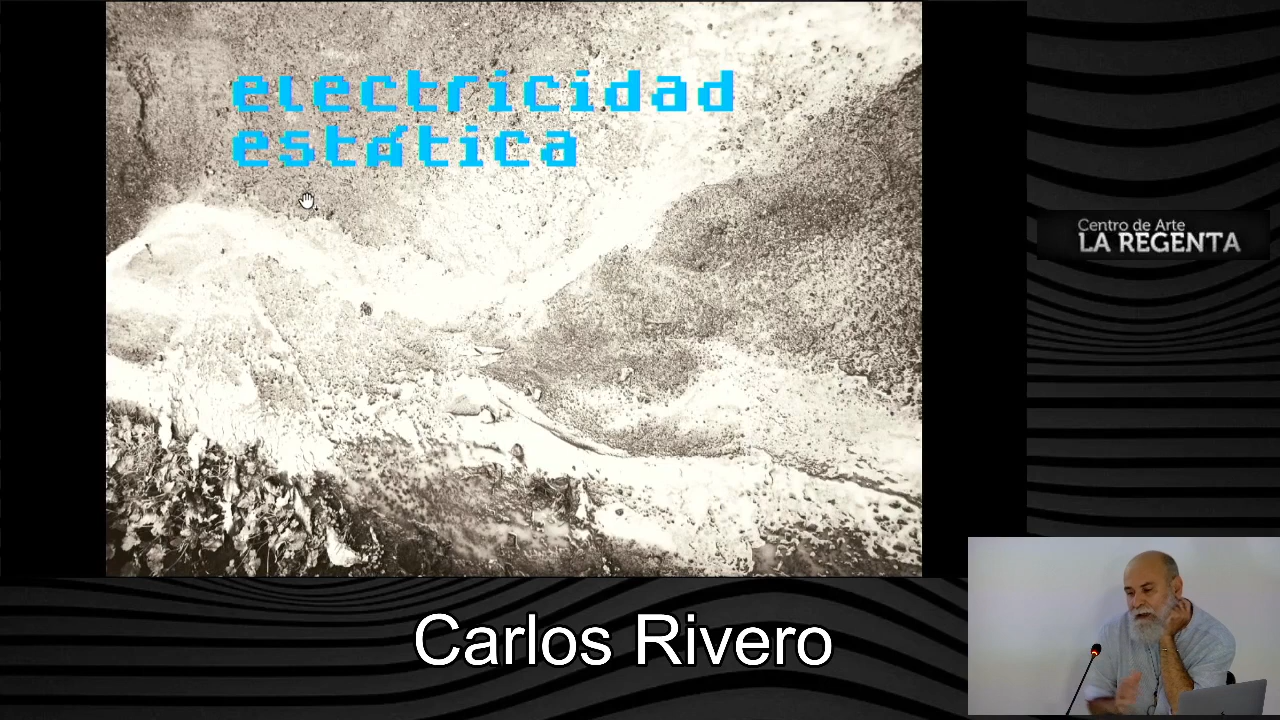 electricidad
estática
Centro de Arte
LA REGENTA
Carlos Rivero